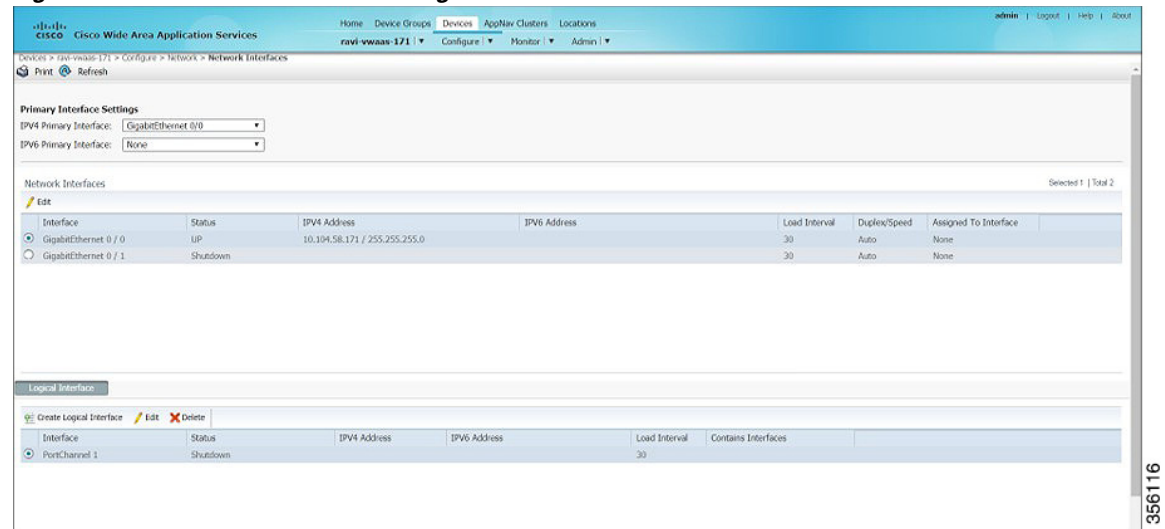 admin | Logout | Help | About
Home Device Groups Devices AppNav Clusters Locations
cisco Cisco Wide Area Application Services
ravi-vwaas-171 Configure Monitor Admin
Devices > ravi-vwaas-171 > Configure > Network > Network Interfaces
Print Refresh
Primary Interface Settings
IPV4 Primary Interface: GigabitEthernet 0/0
IPV6 Primary Interface: None
Network Interfaces Selected 1 | Total 2
Edit
Interface Status IPV4 Address IPV6 Address Load Interval Duplex/Speed Assigned To Interface
GigabitEthernet 0 / 0 UP 10.104.58.171 / 255.255.255.0 30 Auto None
GigabitEthernet 0 / 1 Shutdown 30 Auto None
Logical Interface
Create Logical Interface Edit Delete
Interface Status IPV4 Address IPV6 Address Load Interval Contains Interfaces
PortChannel 1 Shutdown 30
356116